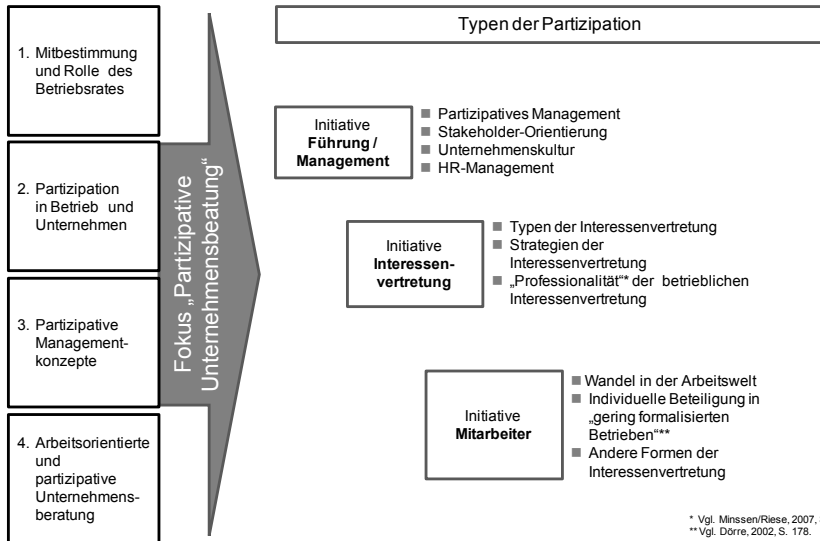 1. Mitbestimmung
und Rolle des
Betriebsrates
2. Partizipation
in Betrieb und
Unternehmen
3. Partizipative
Management-
konzepte
4. Arbeitsorientierte
und
partizipative
Unternehmens-
beratung
Fokus „Partizipative
Unternehmensbeatung“
Typen der Partizipation
Initiative
Führung /
Management
Partizipatives Management
Stakeholder-Orientierung
Unternehmenskultur
HR-Management
Initiative
Interessen-
vertretung
Typen der Interessenvertretung
Strategien der
Interessenvertretung
„Professionalität“* der betrieblichen
Interessenvertretung
Initiative
Mitarbeiter
Wandel in der Arbeitswelt
Individuelle Beteiligung in
„gering formalisierten
Betrieben“**
Andere Formen der
Interessenvertretung
* Vgl. Minssen/Riese, 2007,
** Vgl. Dörre, 2002, S. 178.